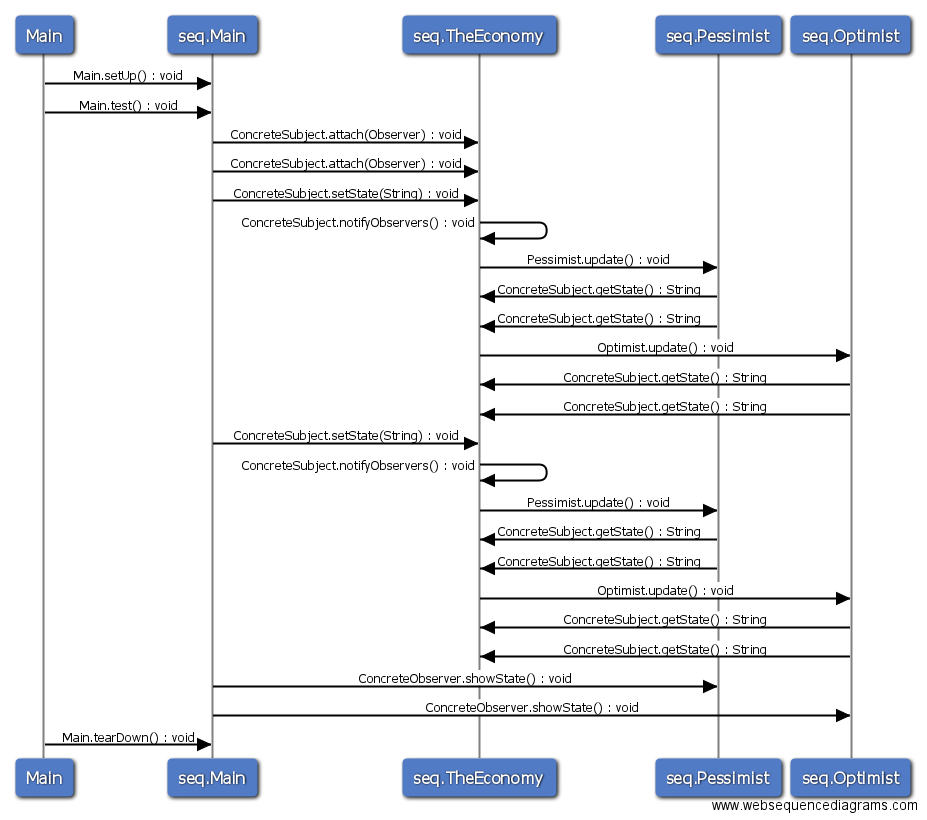 Main
seq.Main
seq.TheEconomy
seq.Pessimist
seq.Optimist
Main.setUp() : void
Main.test() : void
ConcreteSubject.attach(Observer) : void
ConcreteSubject.attach(Observer) : void
ConcreteSubject.setState(String) : void
ConcreteSubject.notifyObservers() : void
Pessimist.update() : void
ConcreteSubject.getState() : String
ConcreteSubject.getState() : String
Optimist.update() : void
ConcreteSubject.getState() : String
ConcreteSubject.getState() : String
ConcreteSubject.setState(String) : void
ConcreteSubject.notifyObservers() : void
Pessimist.update() : void
ConcreteSubject.getState() : String
ConcreteSubject.getState() : String
Optimist.update() : void
ConcreteSubject.getState() : String
ConcreteSubject.getState() : String
ConcreteObserver.showState() : void
ConcreteObserver.showState() : void
Main.tearDown() : void
Main
seq.Main
seq.TheEconomy
seq.Pessimist
seq.Optimist
www.websequencediagrams.com